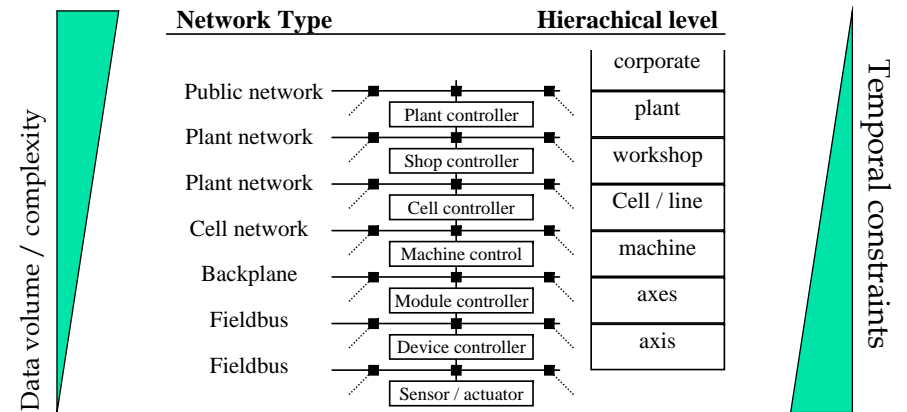 Network Type
Hierachical level
Data volume / complexity
Temporal constraints
corporate
Public network
Plant controller
plant
Plant network
Shop controller
workshop
Plant network
Cell controller
Cell / line
Cell network
Machine control
machine
Backplane
Module controller
axes
Fieldbus
Device controller
axis
Fieldbus
Sensor / actuator